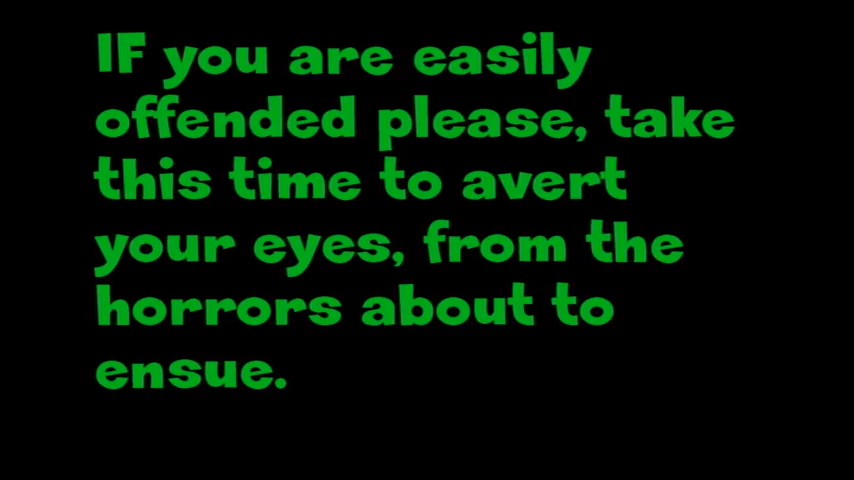 IF you are easily
offended please, take
this time to avert
your eyes, from the
horrors about to
ensue.